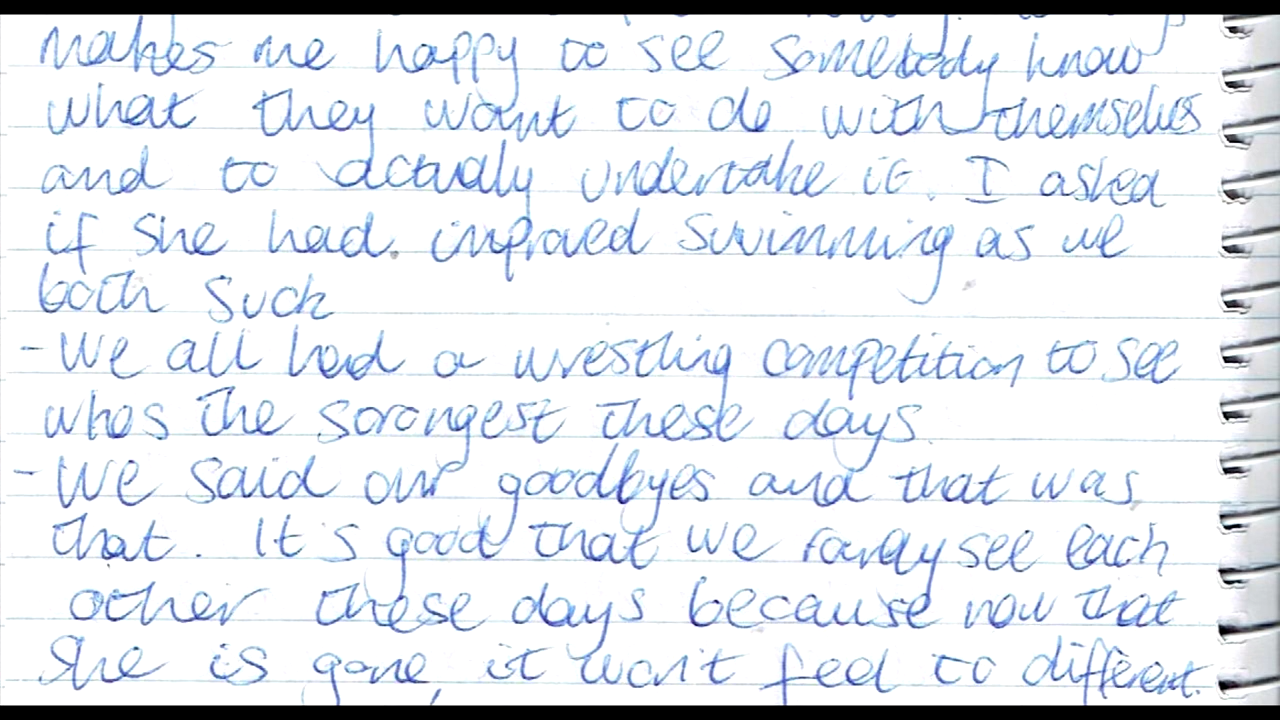 makes me happy to see somebody know
what they want to do with themselves
and to actually undertake it. I asked
if she had. improved swimming as we
both suck
- We all had a wrestling competition to see
whos the strongest these days
- We said our goodbyes and that was
that. It's good that we rarely see each
other these days because now that
she is gone, it won't feel to different.